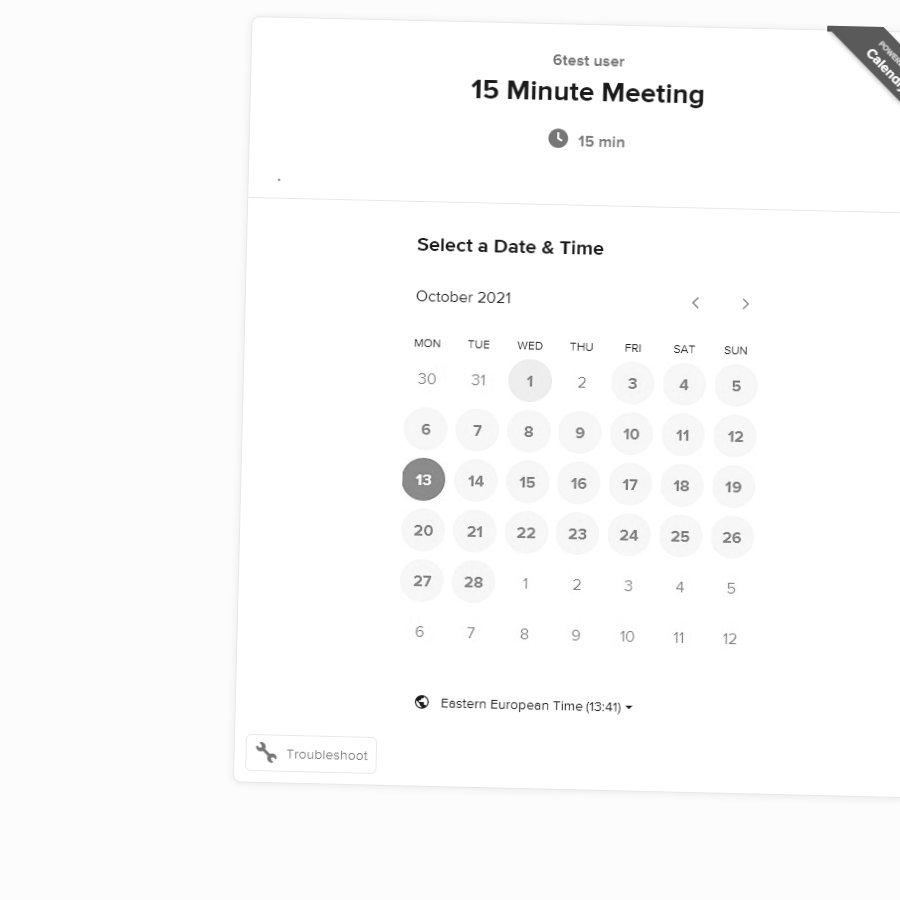 6test user
15 Minute Meeting
15 min
Calendly
Select a Date & Time
October 2021
MON TUE WED THU FRI SAT SUN
30 31 1 2 3 4 5
6 7 8 9 10 11 12
13 14 15 16 17 18 19
20 21 22 23 24 25 26
27 28 1 2 3 4 5
6 7 8 9 10 11 12
Eastern European Time (13:41)
Troubleshoot